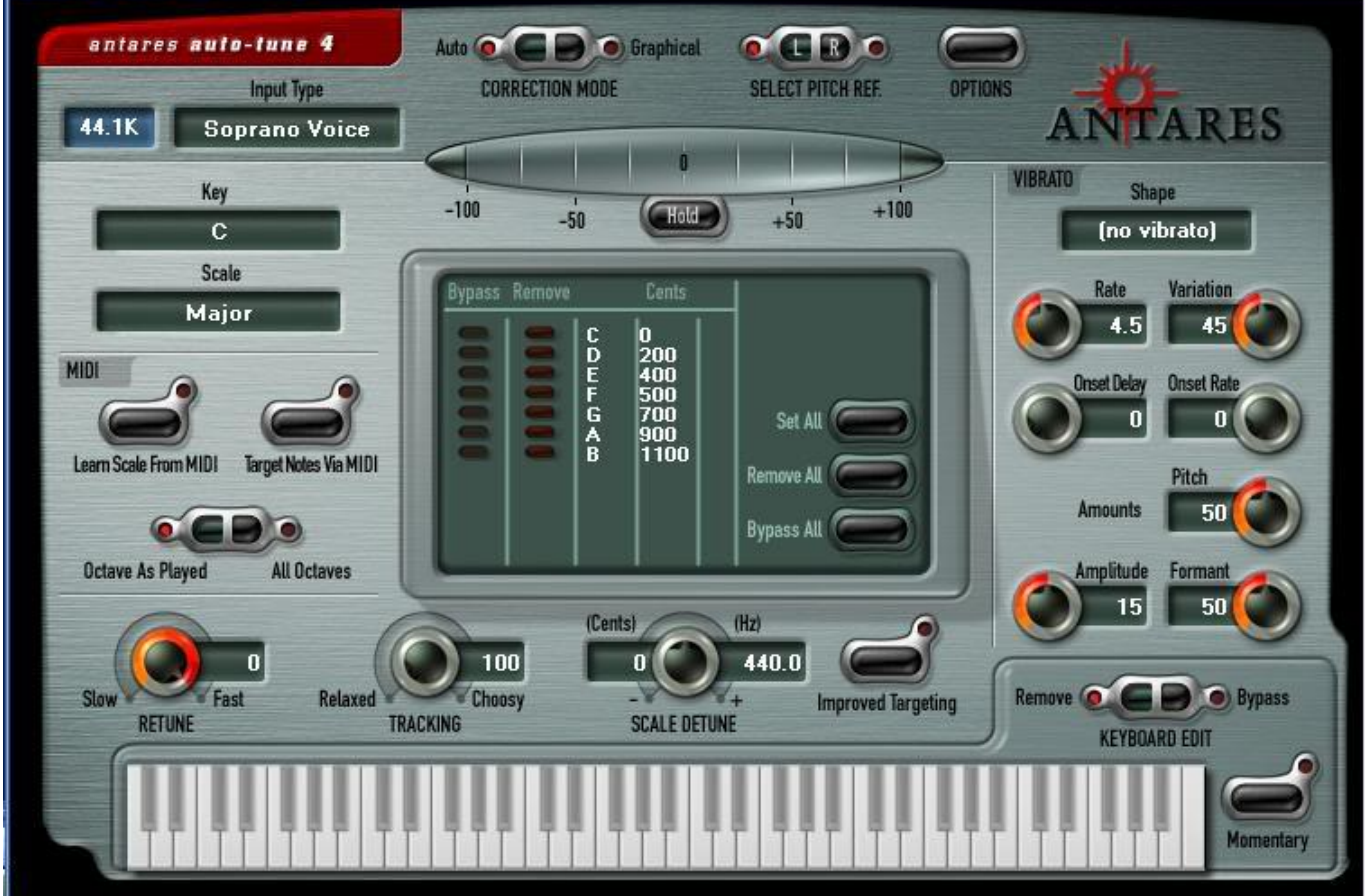 antares auto-tune 4
Auto
Graphical
CORRECTION MODE
L R
SELECT PITCH REF.
OPTIONS
ANTARES
Input Type
44.1K
Soprano Voice
0
-100
-50
Hold
+50
+100
Key
C
Scale
Major
MIDI
Learn Scale From MIDI
Target Notes Via MIDI
Octave As Played
All Octaves
Bypass Remove Cents
C 0
D 200
E 400
F 500
G 700
A 900
B 1100
Set All
Remove All
Bypass All
VIBRATO
Shape
(no vibrato)
Rate
4.5
Variation
45
Onset Delay
0
Onset Rate
0
Amounts
Pitch
50
Amplitude
15
Formant
50
0
Slow
Fast
RETUNE
100
Relaxed
Choosy
TRACKING
(Cents)
(Hz)
0
440.0
- +
SCALE DETUNE
Improved Targeting
Remove
Bypass
KEYBOARD EDIT
Momentary